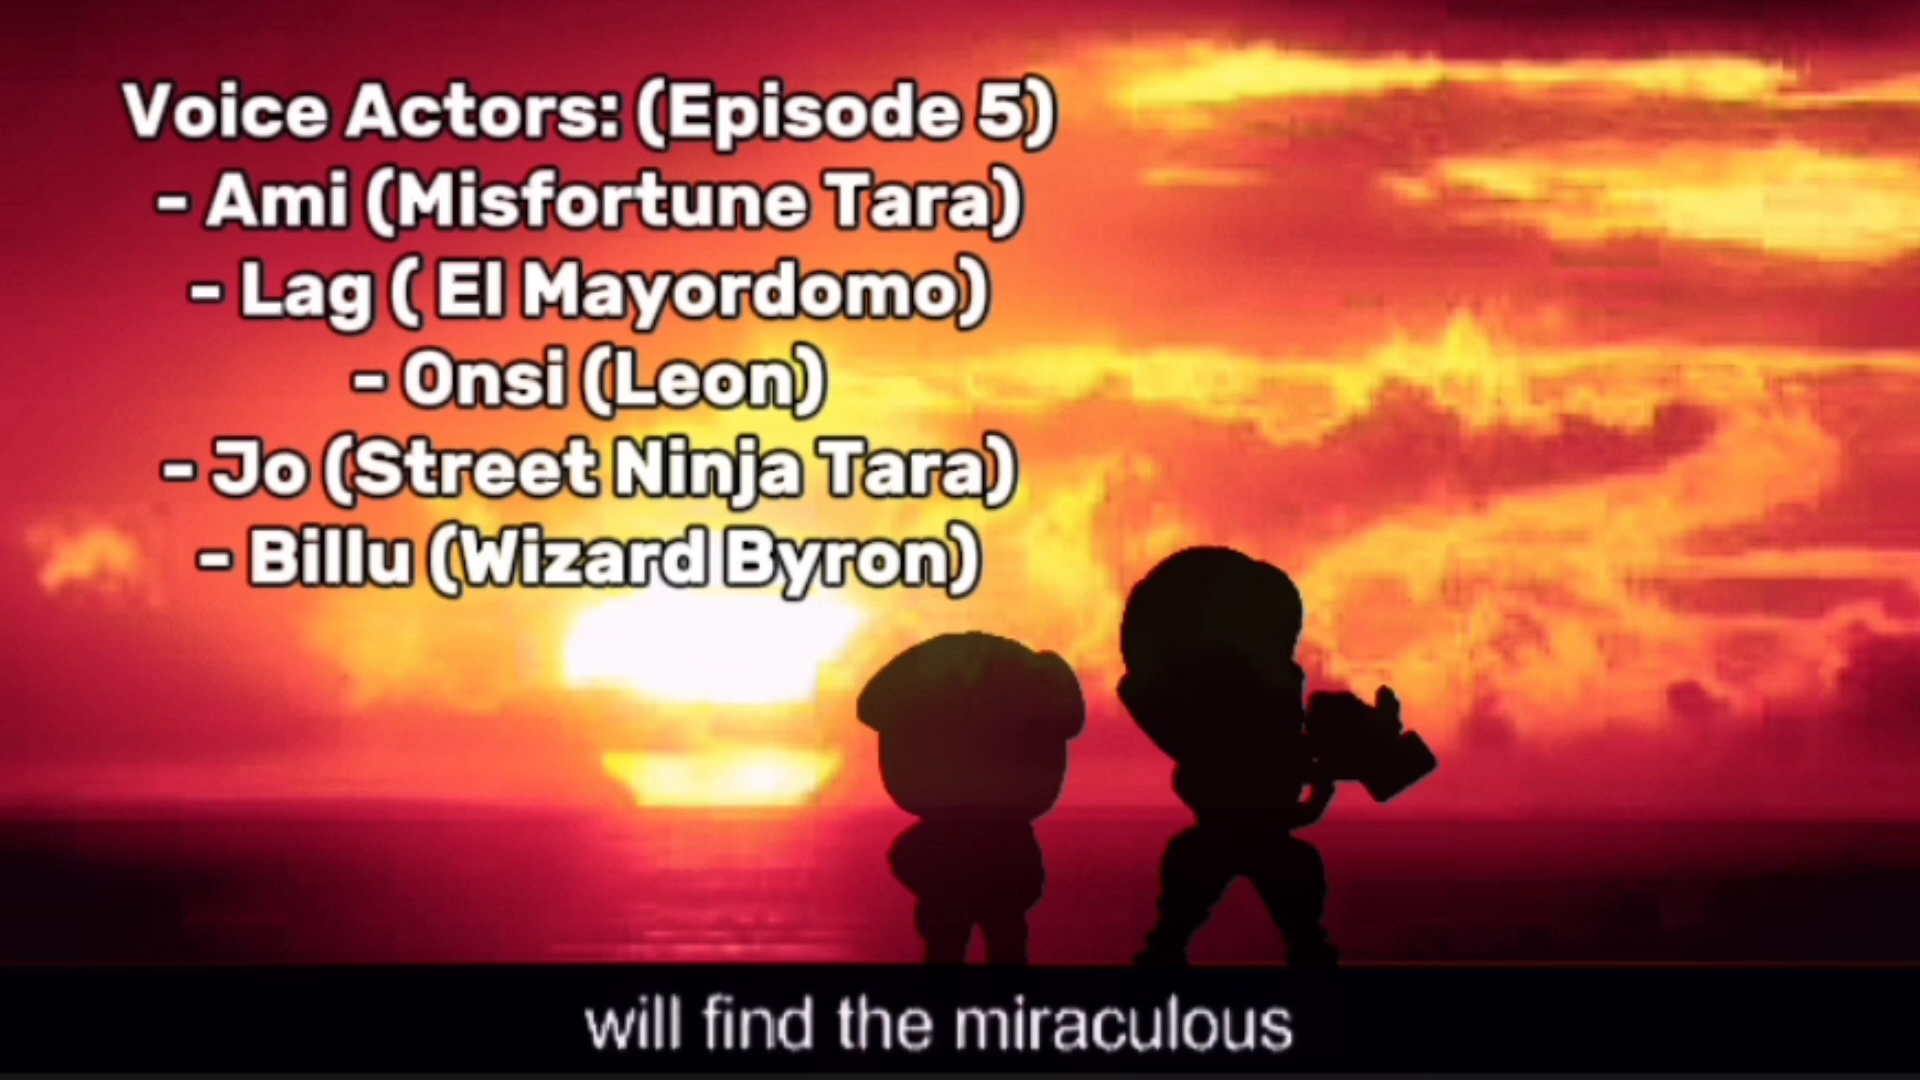 Voice Actors: (Episode 5)
- Ami (Misfortune Tara)
- Lag ( El Mayordomo)
- Onsi (Leon)
- Jo (Street Ninja Tara)
- Billu (Wizard Byron)
will find the miraculous